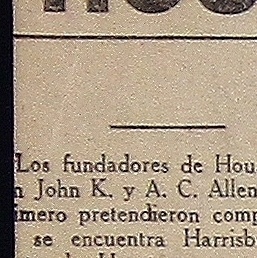 Los fundadores de Hou
n John K. y A. C. Allen
imero pretendieron comp
se encuentra Harrisb